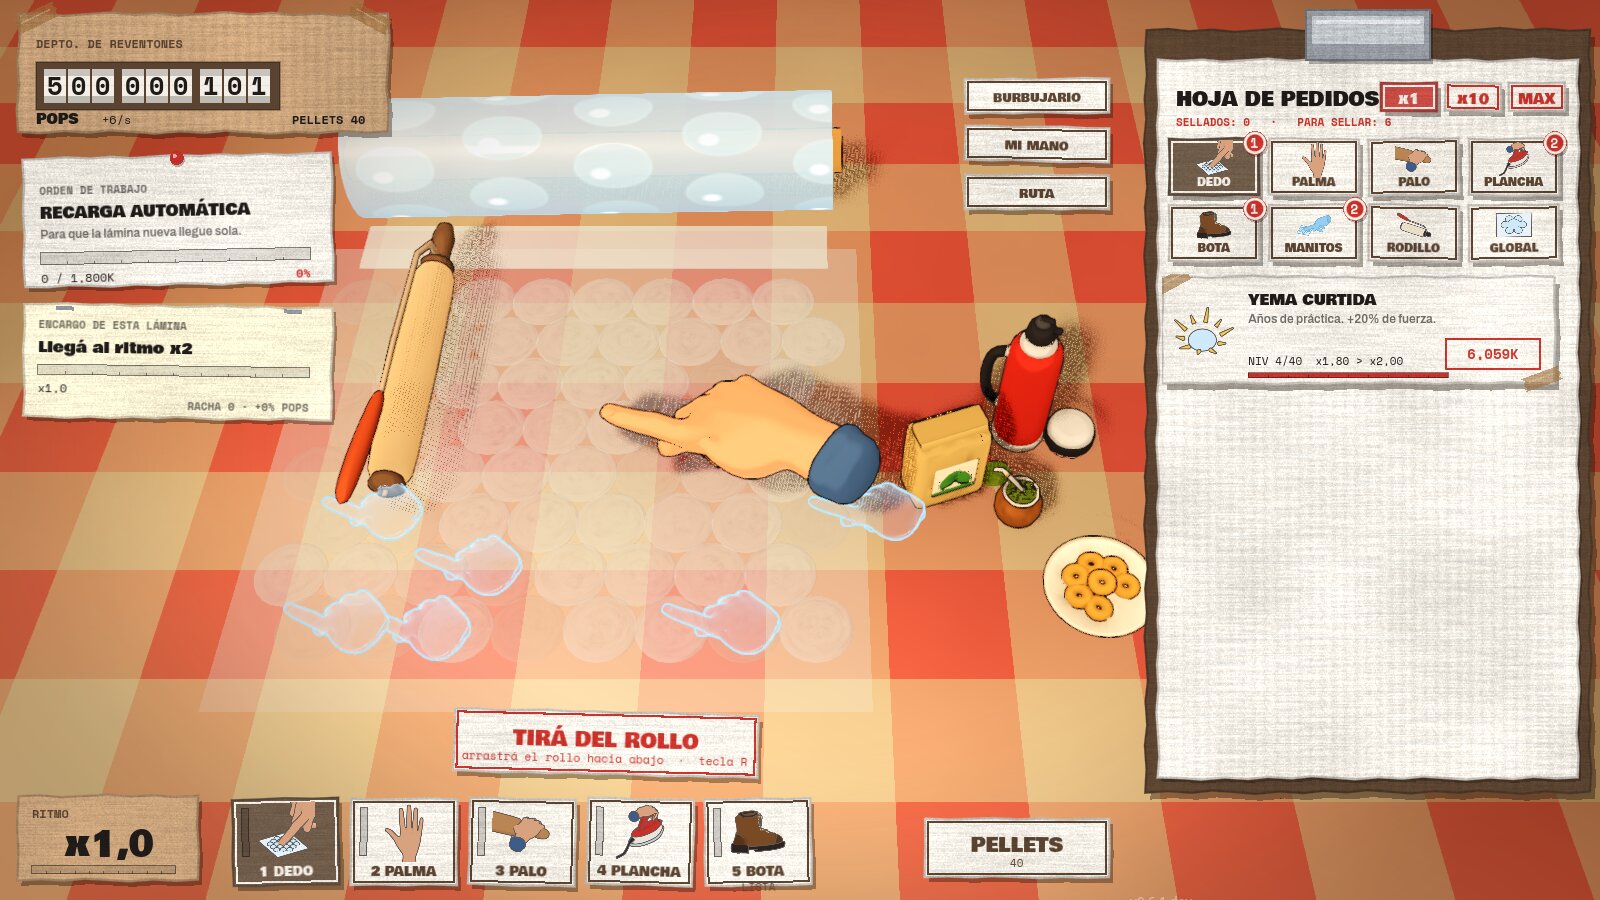 DEPTO. DE REVENTONES
500 000 101
POPS +6/s PELLETS 40
ORDEN DE TRABAJO
RECARGA AUTOMÁTICA
Para que la lámina nueva llegue sola.
0 / 1.800K 0%
ENCARGO DE ESTA LÁMINA
Llegá al ritmo x2
x1,0
RACHA 0 · +0% POPS
BURBUJARIO
MI MANO
RUTA
HOJA DE PEDIDOS x1 x10 MAX
SELLADOS: 0 · PARA SELLAR: 6
1 2
DEDO PALMA PALO PLANCHA
1 2
BOTA MANITOS RODILLO GLOBAL
YEMA CURTIDA
Años de práctica. +20% de fuerza.
NIV 4/40 x1,80 > x2,00 6.059K
TIRÁ DEL ROLLO
arrastrá el rollo hacia abajo · tecla R
RITMO
x1,0
1 DEDO 2 PALMA 3 PALO 4 PLANCHA 5 BOTA
LISTA
PELLETS
40